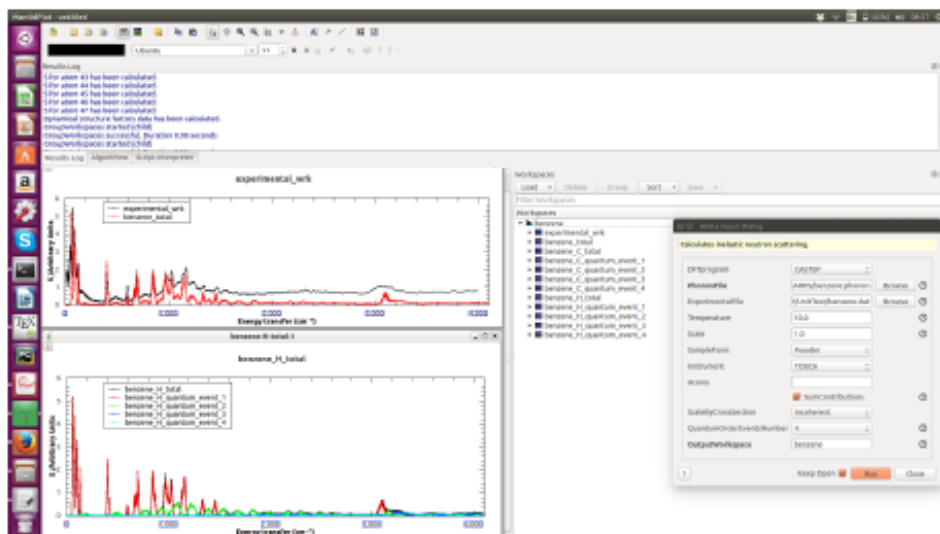 MantidPlot - untitled
Ubuntu
Results Log
S for atom 43 has been calculated.
S for atom 44 has been calculated.
S for atom 45 has been calculated.
S for atom 46 has been calculated.
S for atom 47 has been calculated.
Dynamical structure factors data has been calculated.
GroupWorkspaces started (child)
GroupWorkspaces successful, Duration 0.00 seconds
GroupWorkspaces started (child)
Results Log Algorithms Script Interpreter
experimental_wrk
experimental_wrk
benzene_total
S /Arbitrary Units
Energy transfer (cm⁻¹)
benzene_H_total-1
benzene_H_total
benzene_H_total
benzene_H_quantum_event_1
benzene_H_quantum_event_2
benzene_H_quantum_event_3
benzene_H_quantum_event_4
S /Arbitrary Units
Energy transfer (cm⁻¹)
Workspaces
Load Delete Group Sort Save
Filter Workspaces
Workspaces
benzene
experimental_wrk
benzene_total
benzene_C_total
benzene_C_quantum_event_1
benzene_C_quantum_event_2
benzene_C_quantum_event_3
benzene_C_quantum_event_4
benzene_H_total
benzene_H_quantum_event_1
benzene_H_quantum_event_2
benzene_H_quantum_event_3
benzene_H_quantum_event_4
Abins input dialog
Calculates inelastic neutron scattering.
DFTprogram CASTEP
PhononFile Browse
ExperimentalFile Browse
Temperature 10.0
Scale 1.0
SampleForm Powder
Instrument TOSCA
Atoms
SumContributions
ScaleByCrossSection Incoherent
QuantumOrderEventsNumber 4
OutputWorkspace benzene
? Keep Open Run Close